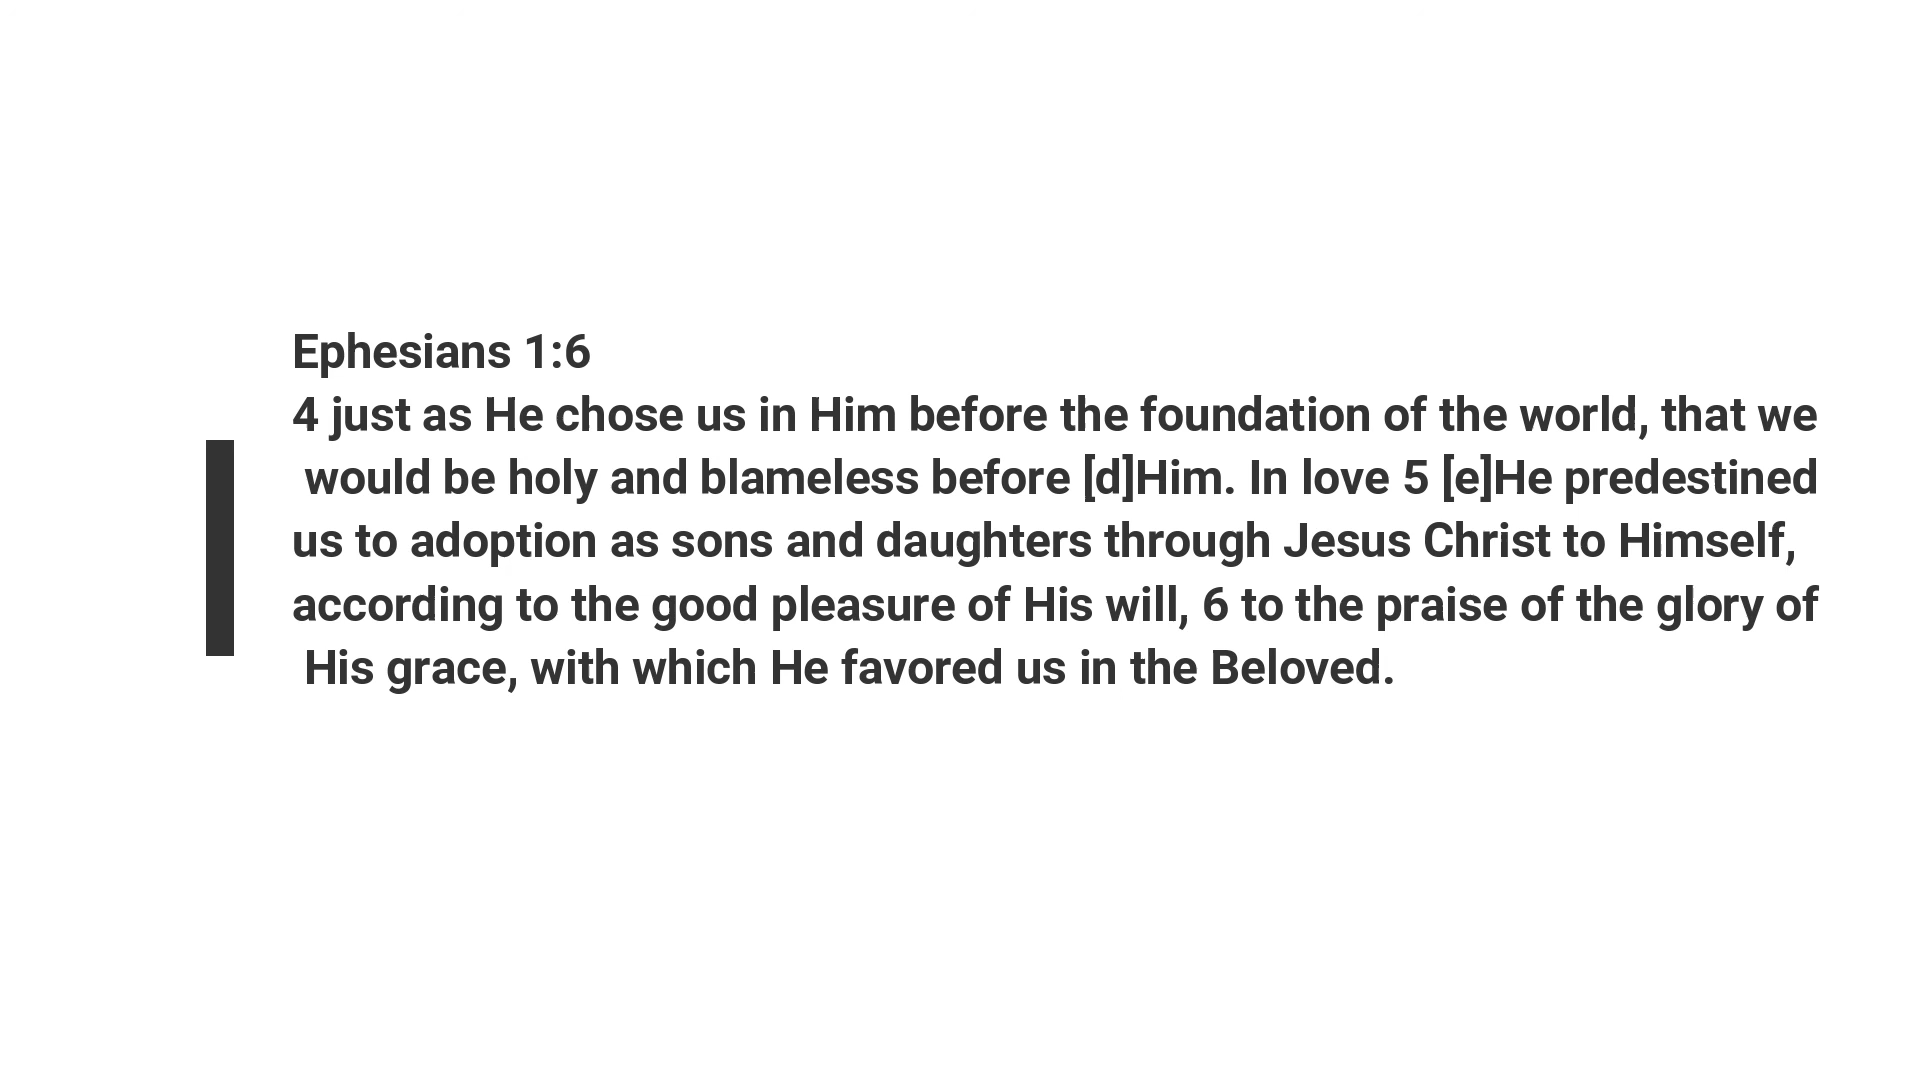 Ephesians 1:6
4 just as He chose us in Him before the foundation of the world, that we
would be holy and blameless before [d]Him. In love 5 [e]He predestined
us to adoption as sons and daughters through Jesus Christ to Himself,
according to the good pleasure of His will, 6 to the praise of the glory of
His grace, with which He favored us in the Beloved.